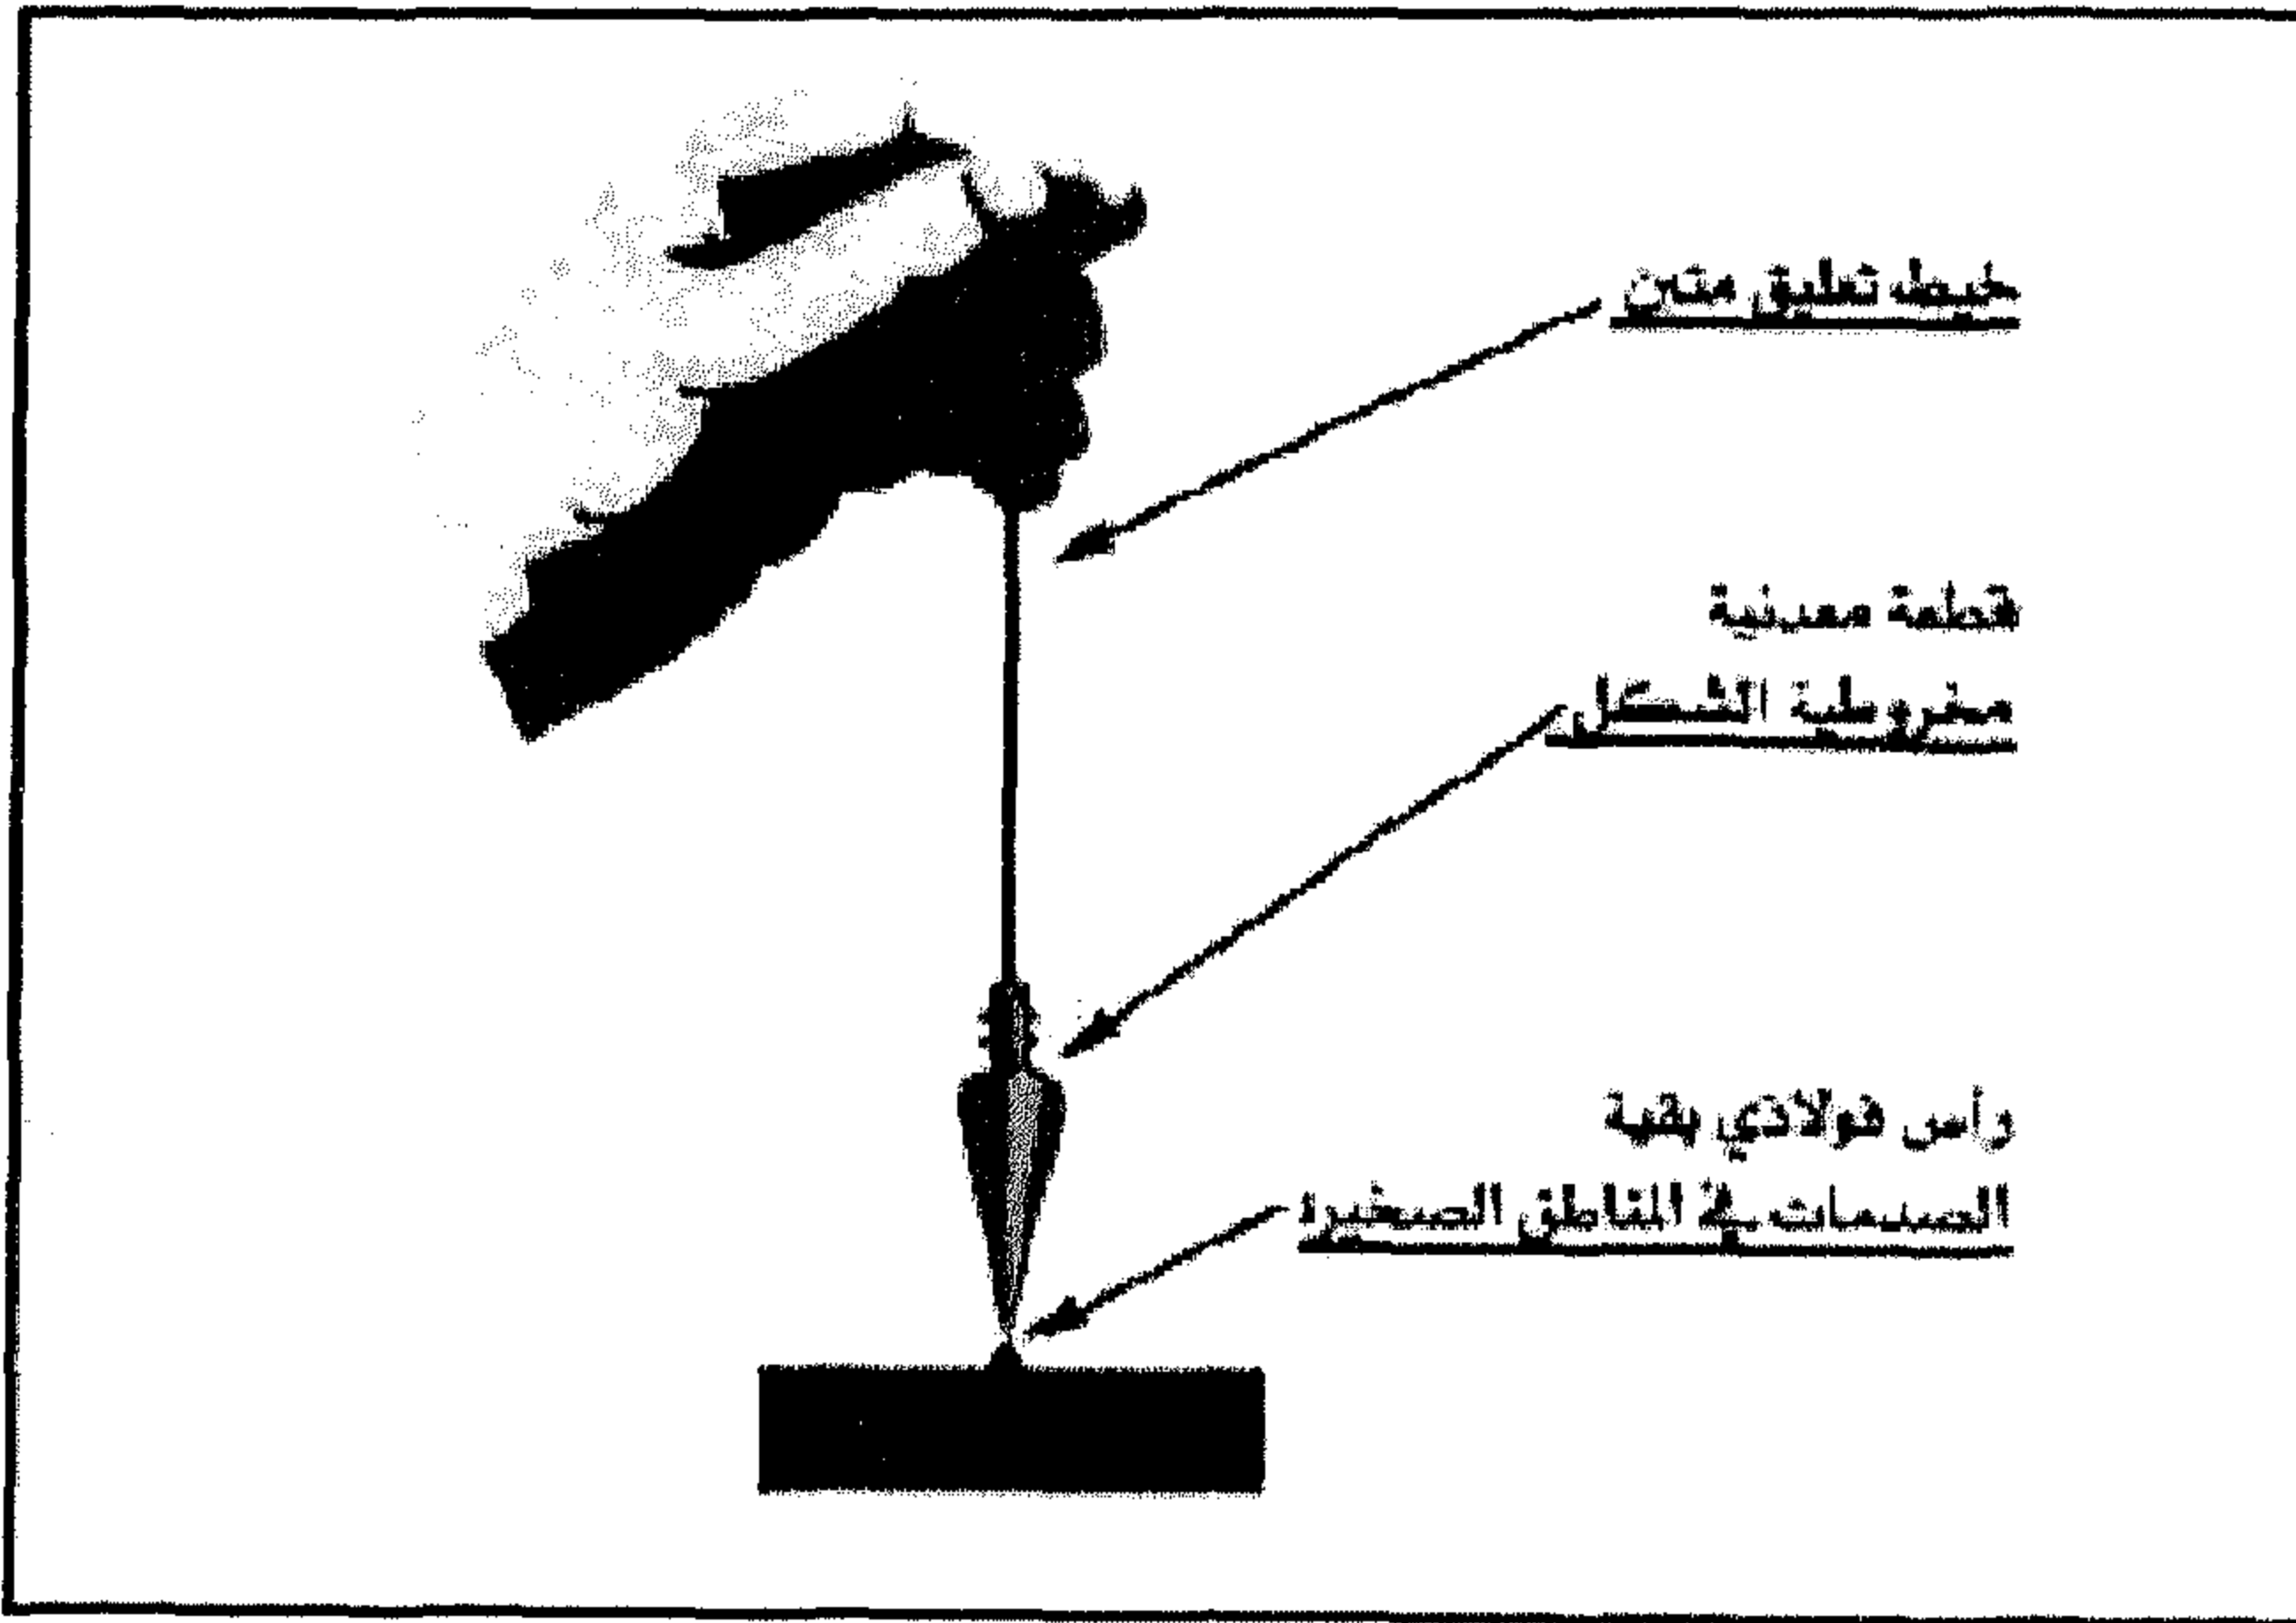 خيط تعليق متين
قطعة معدنية
مخروطية الشكل
رأس فولاذي بقية
الصدمات في المناطق الصغيرة